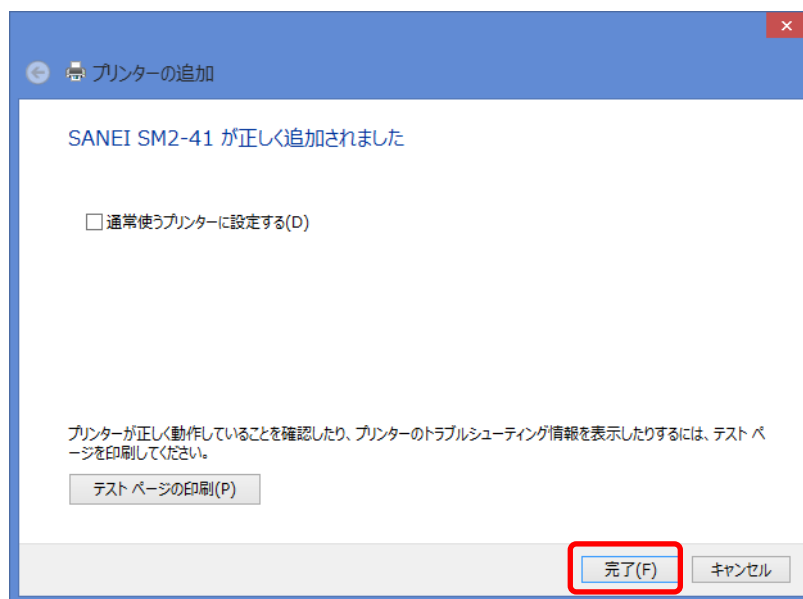 プリンターの追加
SANEI SM2-41 が正しく追加されました
通常使うプリンターに設定する(D)
プリンターが正しく動作していることを確認したり、プリンターのトラブルシューティング情報を表示したりするには、テスト ペ
ージを印刷してください。
テスト ページの印刷(P)
完了(F)
キャンセル